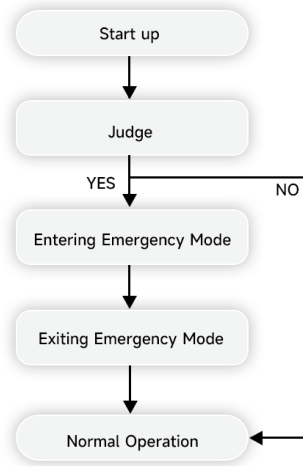 Start up
Judge
YES
NO
Entering Emergency Mode
Exiting Emergency Mode
Normal Operation